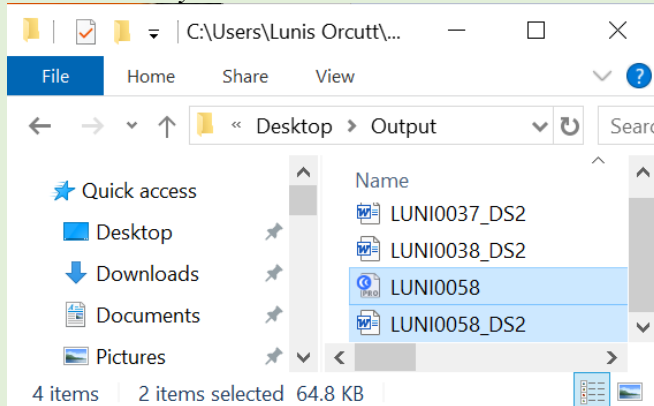 C:\Users\Lunis Orcutt\...
File Home Share View
« Desktop > Output
Quick access
Desktop
Downloads
Documents
Pictures
Name
LUNI0037_DS2
LUNI0038_DS2
LUNI0058
LUNI0058_DS2
4 items 2 items selected 64.8 KB